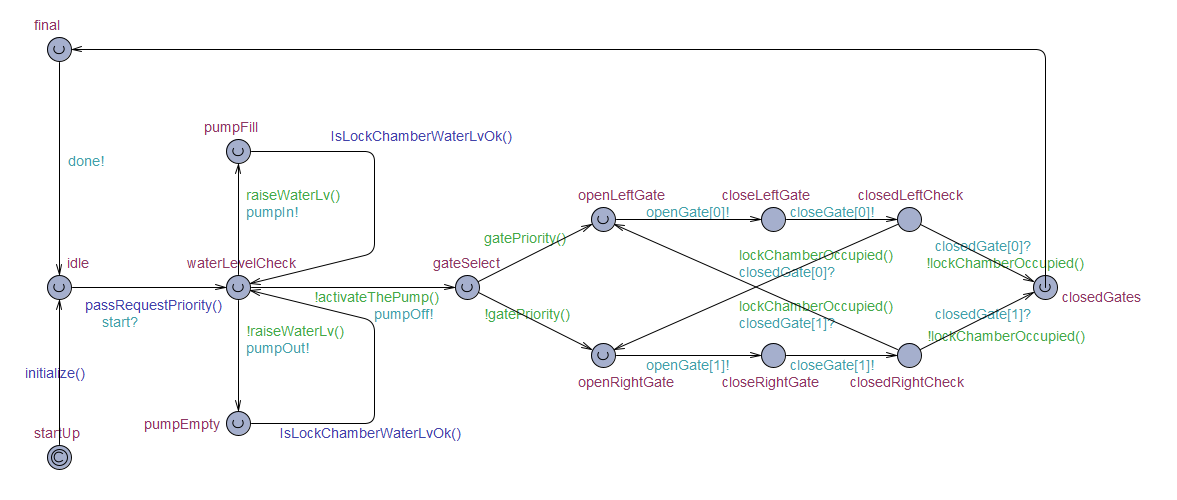 final
done!
pumpFill
IsLockChamberWaterLvOk()
raiseWaterLv()
pumpIn!
idle
waterLevelCheck
passRequestPriority()
start?
!activateThePump()
pumpOff!
!raiseWaterLv()
pumpOut!
initialize()
startUp
pumpEmpty
IsLockChamberWaterLvOk()
gateSelect
gatePriority()
!gatePriority()
openLeftGate
openGate[0]!
closeLeftGate
closeGate[0]!
closedLeftCheck
lockChamberOccupied()
closedGate[0]?
closedGate[0]?
!lockChamberOccupied()
closedGates
lockChamberOccupied()
closedGate[1]?
closedGate[1]?
!lockChamberOccupied()
openGate[1]!
closeGate[1]!
openRightGate
closeRightGate
closedRightCheck